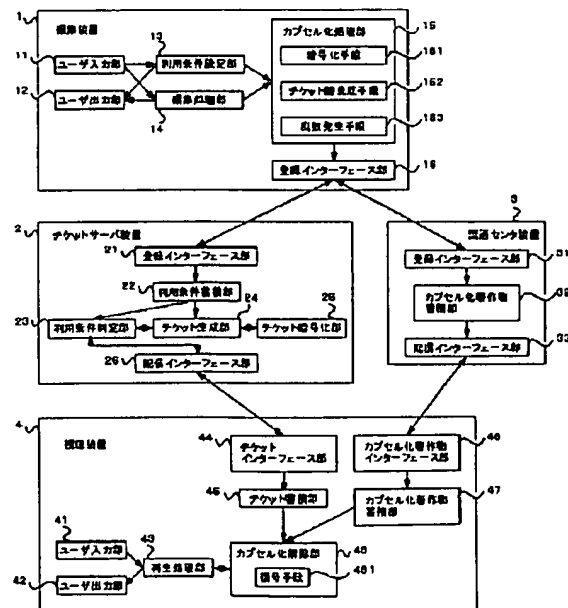 1
編集装置
11
ユーザ入力部
12
ユーザ出力部
13
利用条件設定部
編集処理部
14
カプセル化処理部
15
暗号化手段
151
チケット鍵生成手段
152
乱数発生手段
153
登録インターフェース部
16
2
チケットサーバ装置
21
登録インターフェース部
22
利用条件蓄積部
23
利用条件判定部
24
チケット生成部
チケット暗号化部
26
配信インターフェース部
3
流通センタ装置
登録インターフェース部
31
カプセル化著作物
蓄積部
32
配信インターフェース部
33
4
視聴装置
44
チケット
インターフェース部
45
チケット蓄積部
カプセル化著作物
インターフェース部
46
カプセル化著作物
蓄積部
47
41
ユーザ入力部
42
ユーザ出力部
43
再生処理部
カプセル化解除部
48
復号手段
481